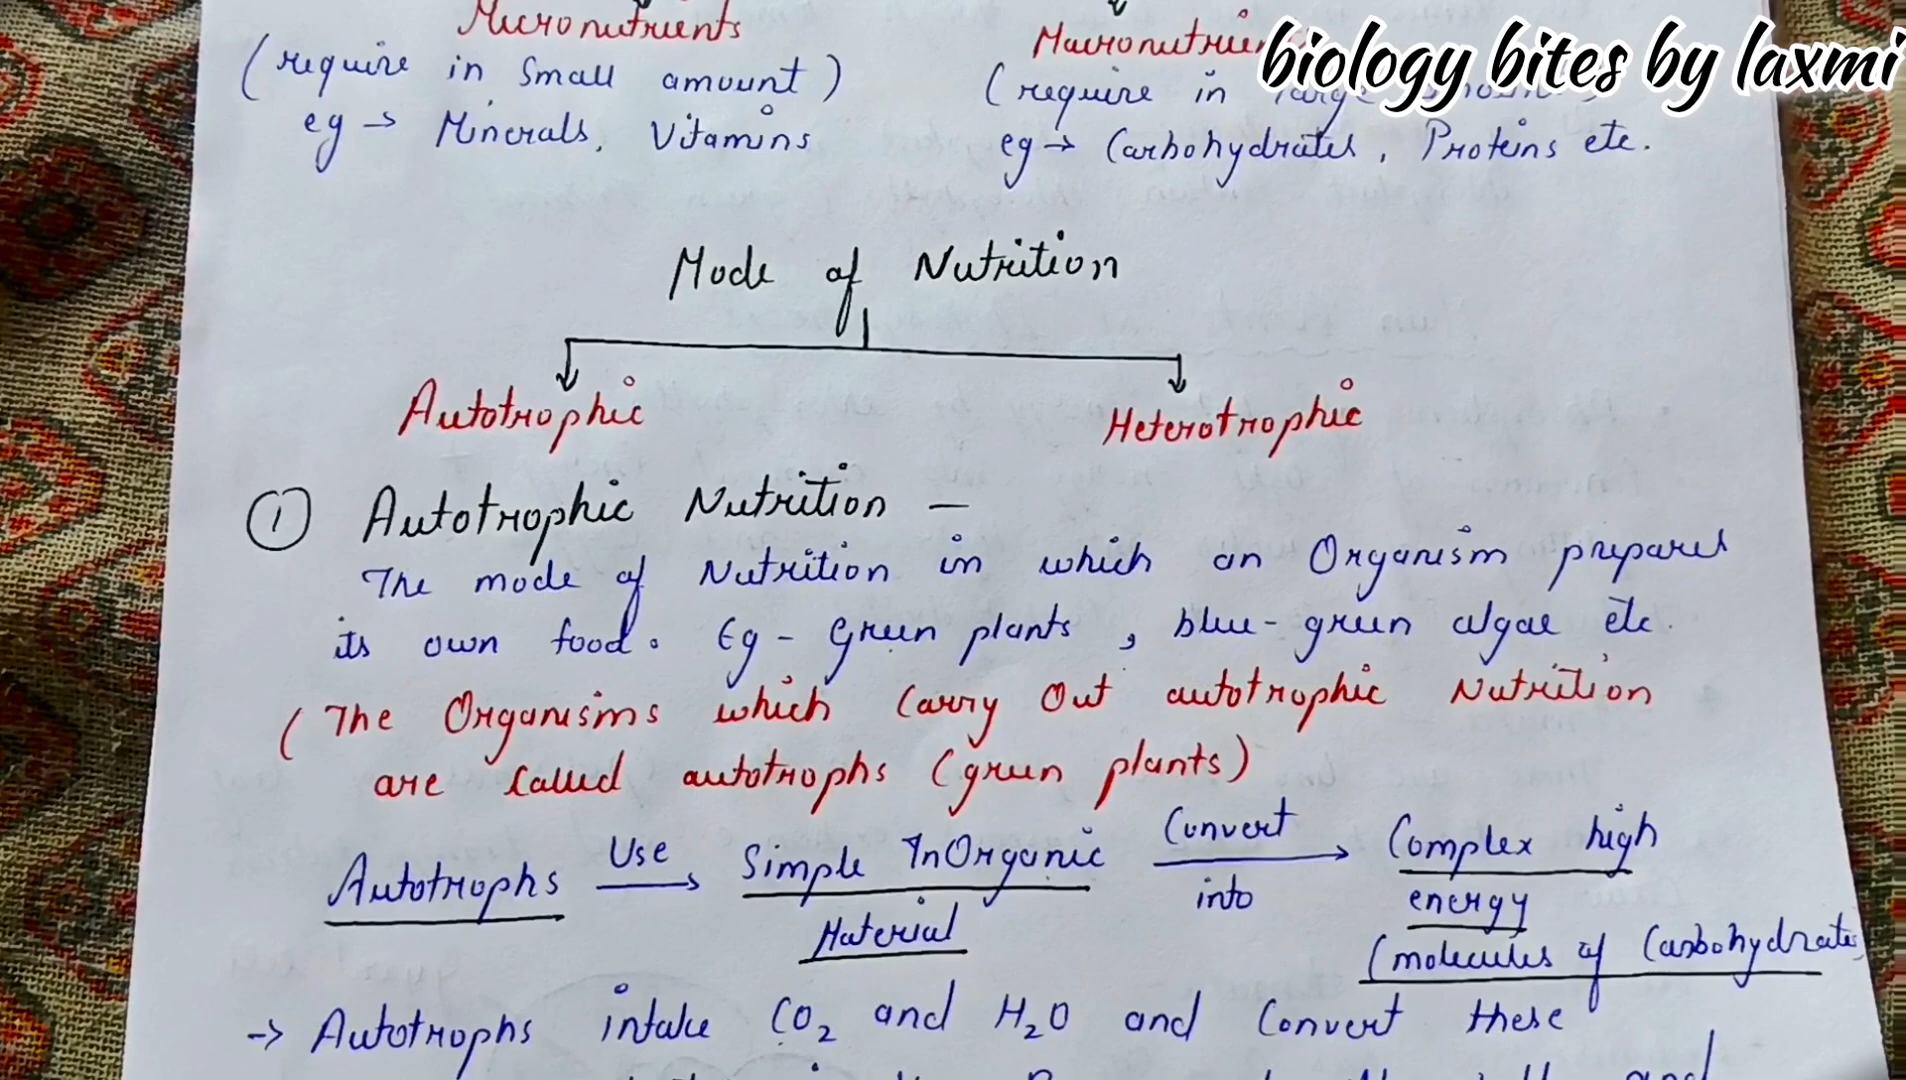 Micronutrients
Macronutrien
biology bites by laxmi
(require in Small amount)
(require in large
eg → Minerals, Vitamins
eg → Carbohydrates, Proteins etc.
Mode of Nutrition
Autotrophic
Heterotrophic
① Autotrophic Nutrition —
The mode of Nutrition in which an Organism prepares
its own food. Eg - Green plants, blue-green algae etc.
(The Organisms which Carry Out autotrophic Nutrition
are Called autotrophs (green plants)
Autotrophs Use → Simple InOrganic Convert → Complex high
Material into energy
(molecules of Carbohydrate
→ Autotrophs intake CO₂ and H₂O and Convert these
and